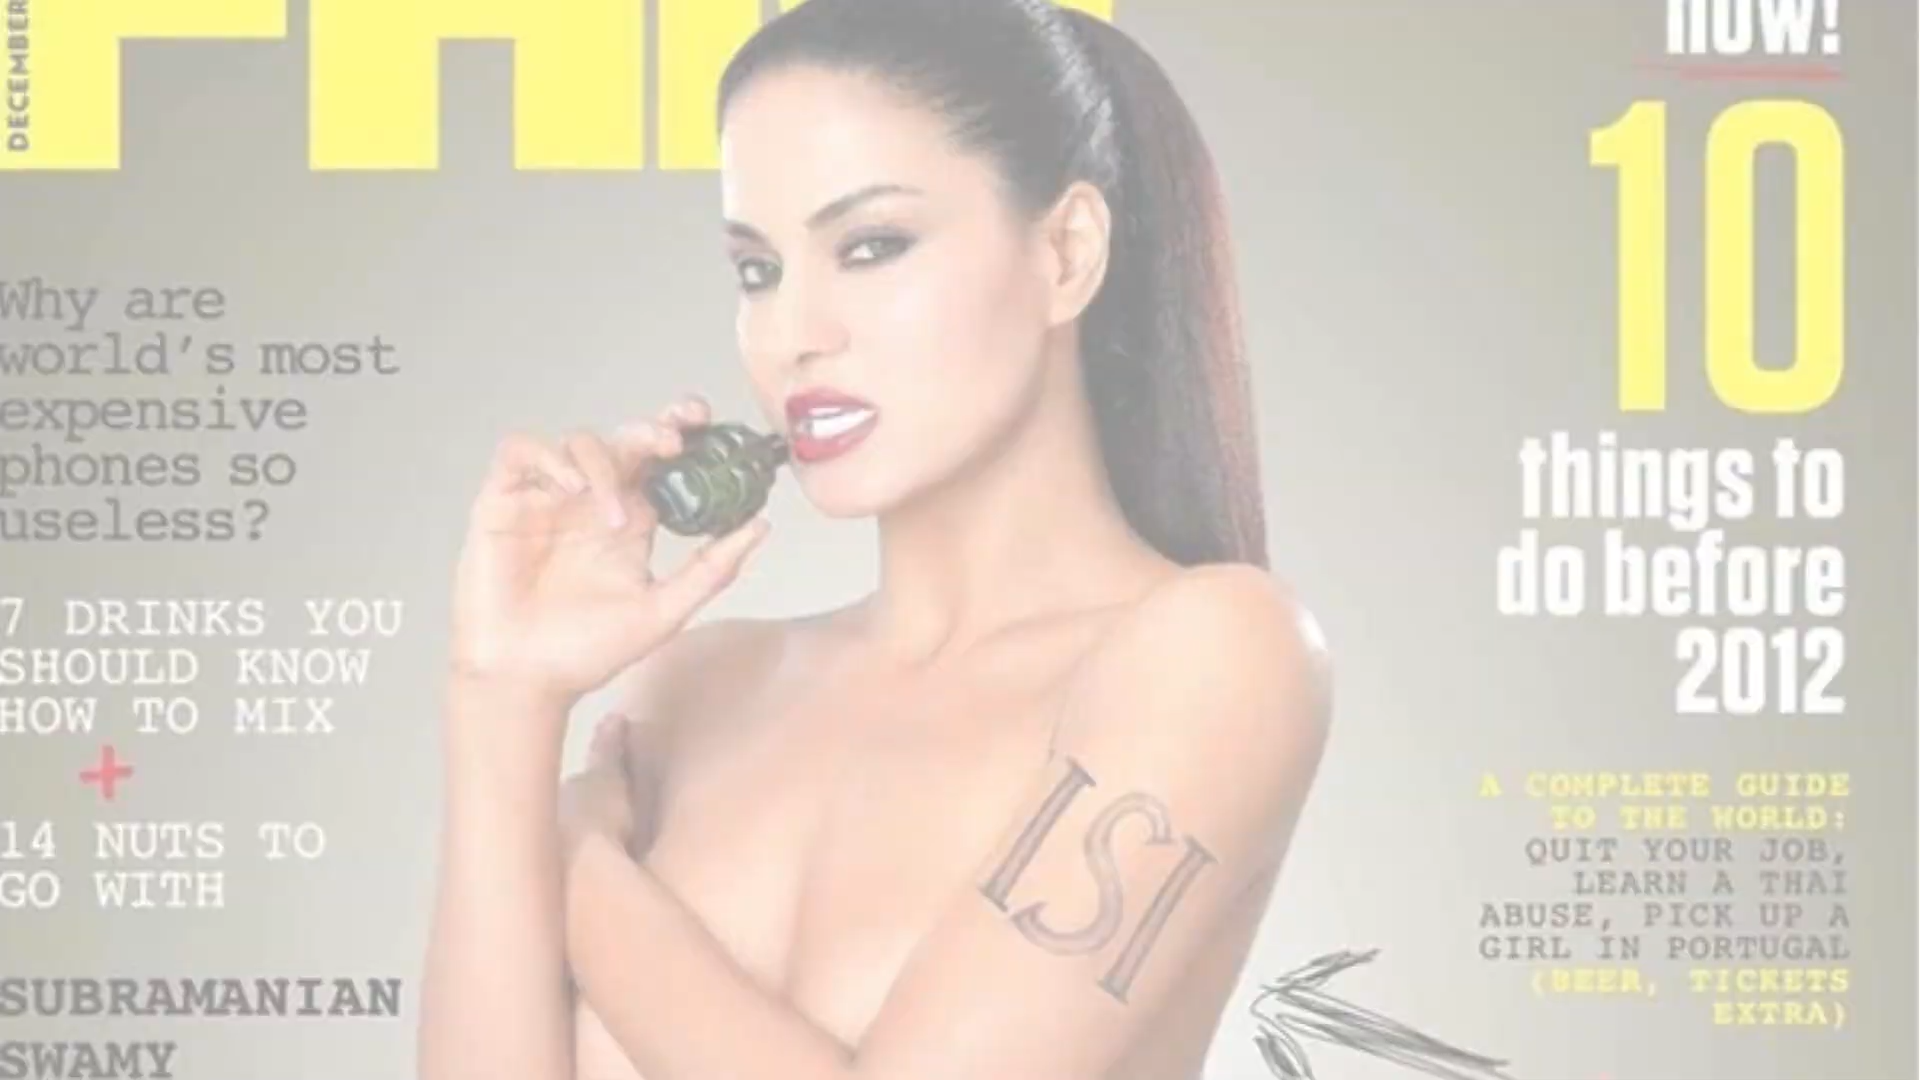 DECEMBER
Why are
world's most
expensive
phones so
useless?
7 DRINKS YOU
SHOULD KNOW
HOW TO MIX
+
14 NUTS TO
GO WITH
SUBRAMANIAN
SWAMY
ISI
now!
10
things to
do before
2012
A COMPLETE GUIDE
TO THE WORLD:
QUIT YOUR JOB,
LEARN A THAI
ABUSE, PICK UP A
GIRL IN PORTUGAL
(BEER, TICKETS
EXTRA)